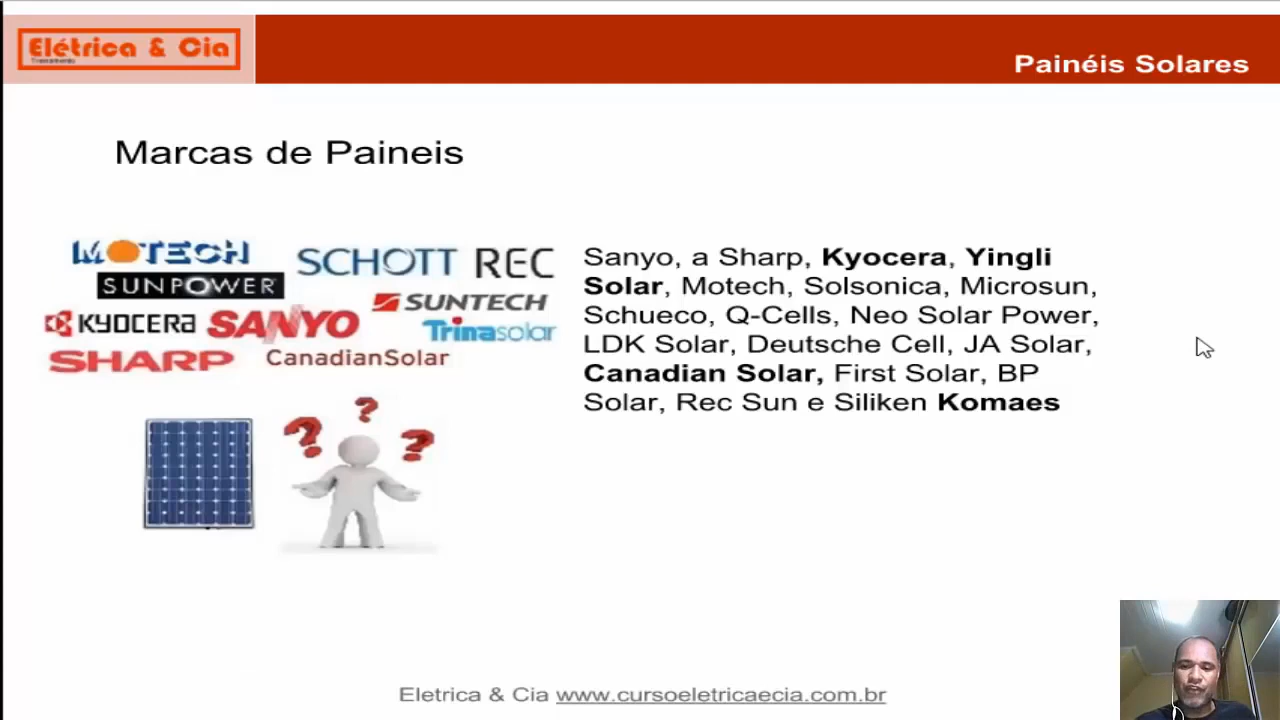 Elétrica & Cia
Treinamento
Painéis Solares
Marcas de Paineis
MOTECH
SCHOTT REC
SUNPOWER
SUNTECH
KYOCERA SANYO
Trinasolar
SHARP CanadianSolar
Sanyo, a Sharp, Kyocera, Yingli
Solar, Motech, Solsonica, Microsun,
Schueco, Q-Cells, Neo Solar Power,
LDK Solar, Deutsche Cell, JA Solar,
Canadian Solar, First Solar, BP
Solar, Rec Sun e Siliken Komaes
? ? ?
Eletrica & Cia www.cursoeletricaecia.com.br